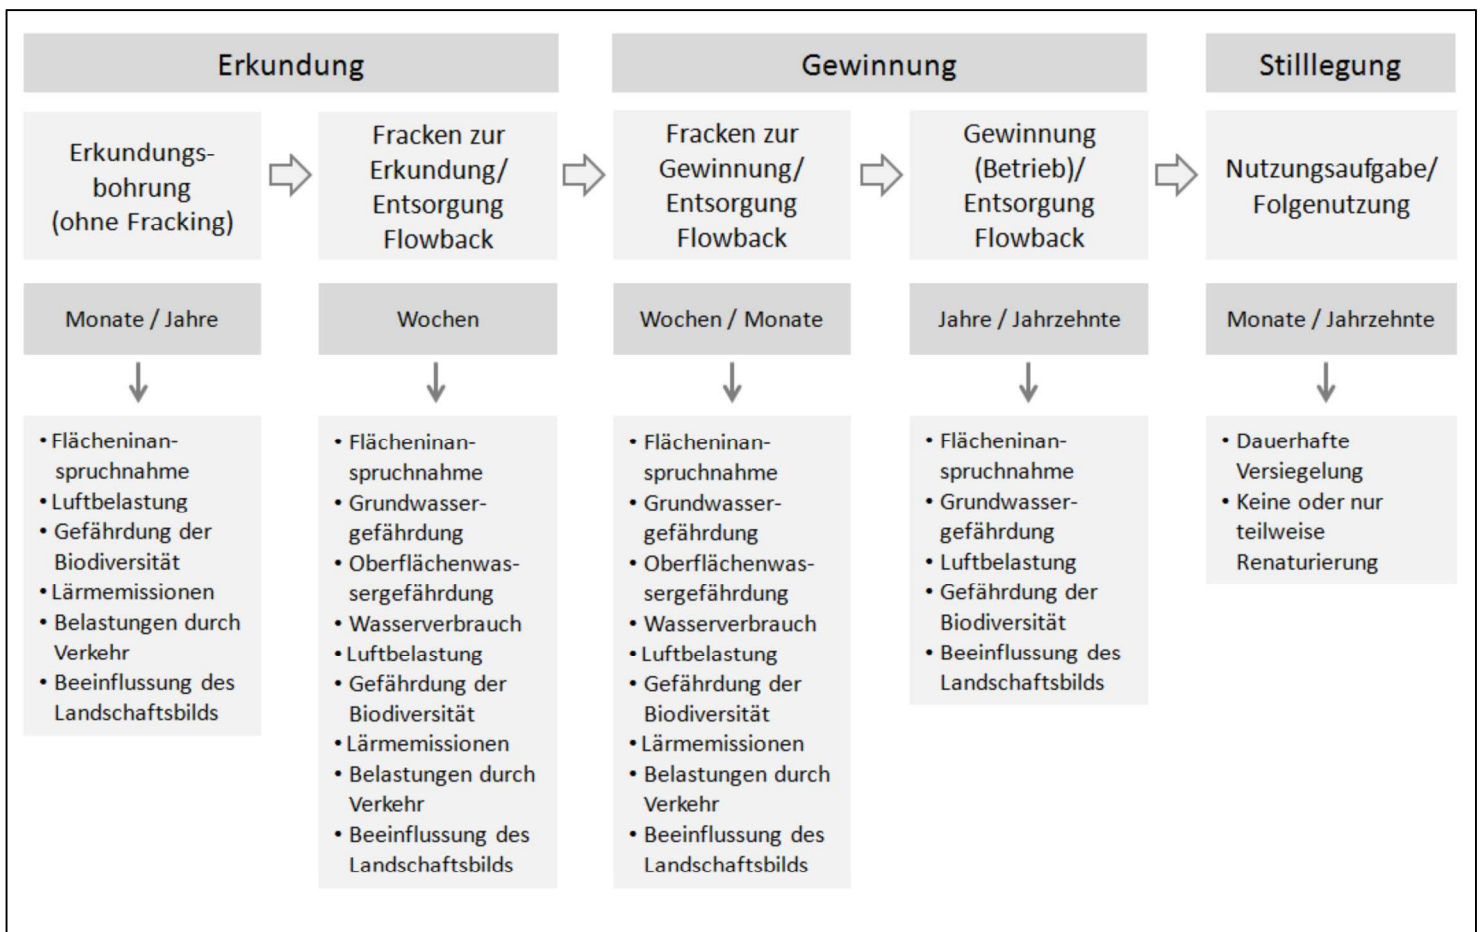 Erkundung
Gewinnung
Stilllegung
Erkundungs-
bohrung
(ohne Fracking)
Fracken zur
Erkundung/
Entsorgung
Flowback
Fracken zur
Gewinnung/
Entsorgung
Flowback
Gewinnung
(Betrieb)/
Entsorgung
Flowback
Nutzungsaufgabe/
Folgenutzung
Monate / Jahre
Wochen
Wochen / Monate
Jahre / Jahrzehnte
Monate / Jahrzehnte
• Flächeninan-
spruchnahme
• Luftbelastung
• Gefährdung der
Biodiversität
• Lärmemissionen
• Belastungen durch
Verkehr
• Beeinflussung des
Landschaftsbilds
• Flächeninan-
spruchnahme
• Grundwasser-
gefährdung
• Oberflächenwas-
sergefährdung
• Wasserverbrauch
• Luftbelastung
• Gefährdung der
Biodiversität
• Lärmemissionen
• Belastungen durch
Verkehr
• Beeinflussung des
Landschaftsbilds
• Flächeninan-
spruchnahme
• Grundwasser-
gefährdung
• Oberflächenwas-
sergefährdung
• Wasserverbrauch
• Luftbelastung
• Gefährdung der
Biodiversität
• Lärmemissionen
• Belastungen durch
Verkehr
• Beeinflussung des
Landschaftsbilds
• Flächeninan-
spruchnahme
• Grundwasser-
gefährdung
• Luftbelastung
• Gefährdung der
Biodiversität
• Beeinflussung des
Landschaftsbilds
• Dauerhafte
Versiegelung
• Keine oder nur
teilweise
Renaturierung